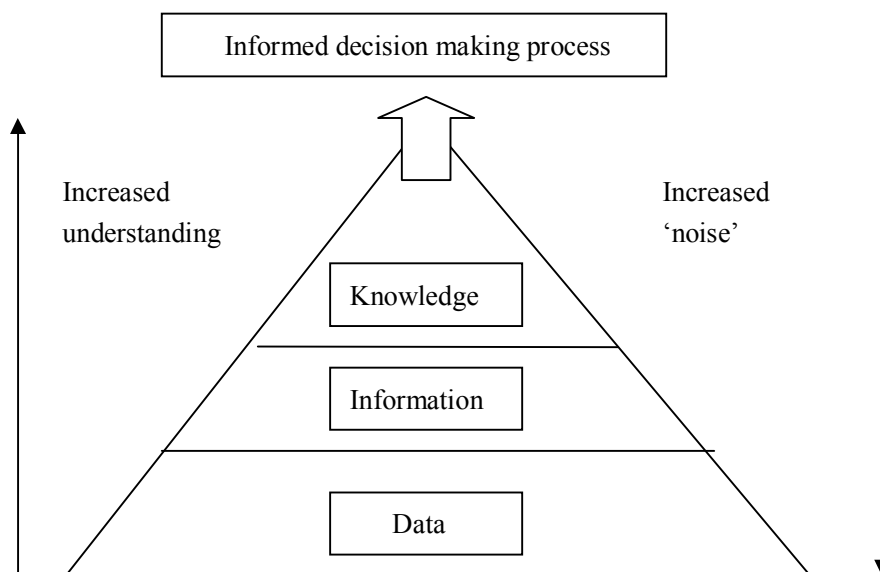 Informed decision making process
Increased
understanding
Increased
‘noise’
Knowledge
Information
Data